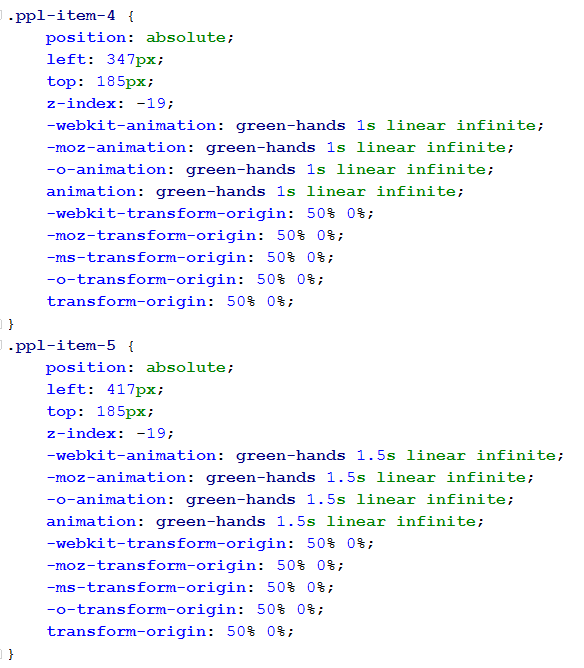 .ppl-item-4 {
    position: absolute;
    left: 347px;
    top: 185px;
    z-index: -19;
    -webkit-animation: green-hands 1s linear infinite;
    -moz-animation: green-hands 1s linear infinite;
    -o-animation: green-hands 1s linear infinite;
    animation: green-hands 1s linear infinite;
    -webkit-transform-origin: 50% 0%;
    -moz-transform-origin: 50% 0%;
    -ms-transform-origin: 50% 0%;
    -o-transform-origin: 50% 0%;
    transform-origin: 50% 0%;
}
.ppl-item-5 {
    position: absolute;
    left: 417px;
    top: 185px;
    z-index: -19;
    -webkit-animation: green-hands 1.5s linear infinite;
    -moz-animation: green-hands 1.5s linear infinite;
    -o-animation: green-hands 1.5s linear infinite;
    animation: green-hands 1.5s linear infinite;
    -webkit-transform-origin: 50% 0%;
    -moz-transform-origin: 50% 0%;
    -ms-transform-origin: 50% 0%;
    -o-transform-origin: 50% 0%;
    transform-origin: 50% 0%;
}